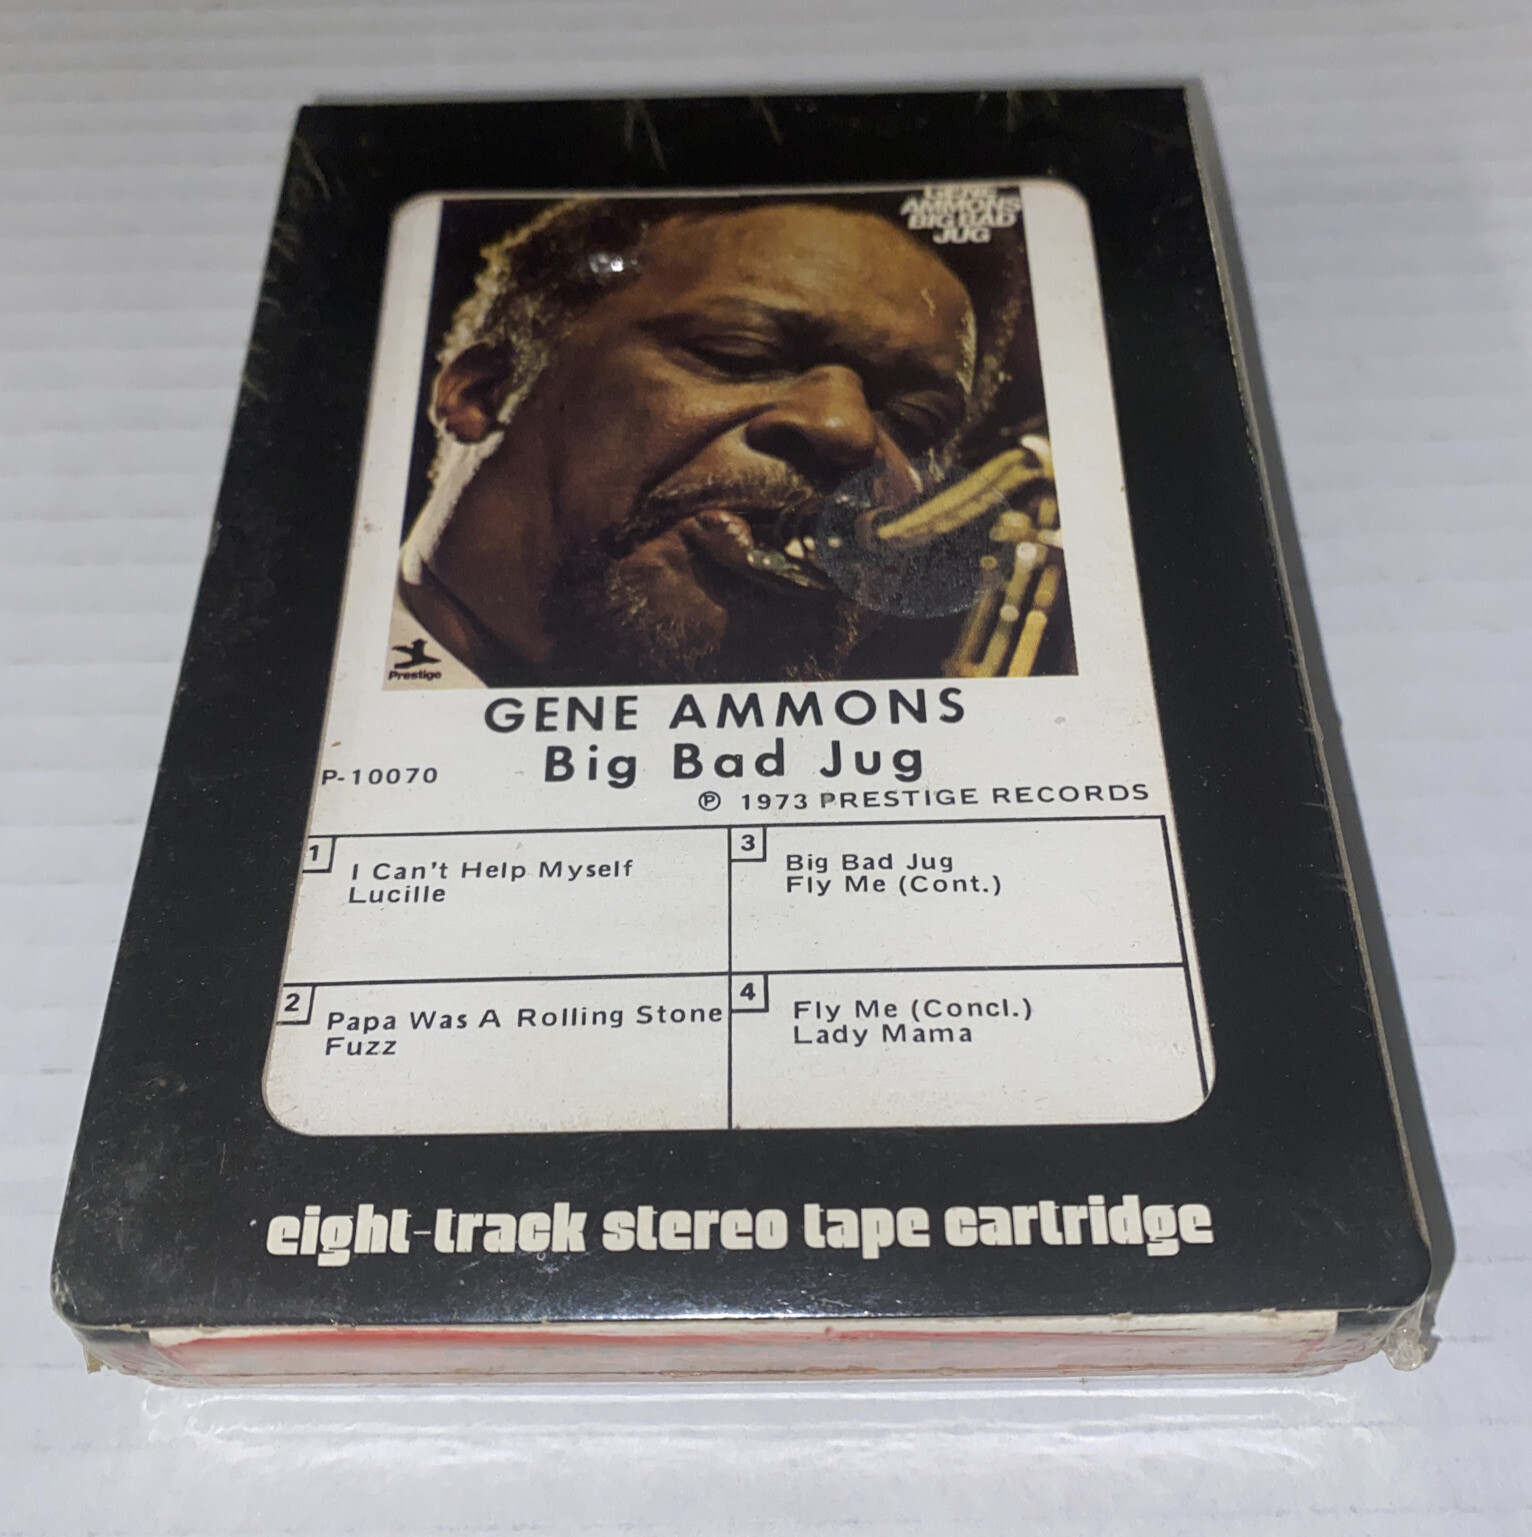 GENE
AMMONS
BIG BAD
JUG
Prestige
GENE AMMONS
Big Bad Jug
P-10070
℗ 1973 PRESTIGE RECORDS
1
I Can't Help Myself
Lucille
2
Papa Was A Rolling Stone
Fuzz
3
Big Bad Jug
Fly Me (Cont.)
4
Fly Me (Concl.)
Lady Mama
eight-track stereo tape cartridge